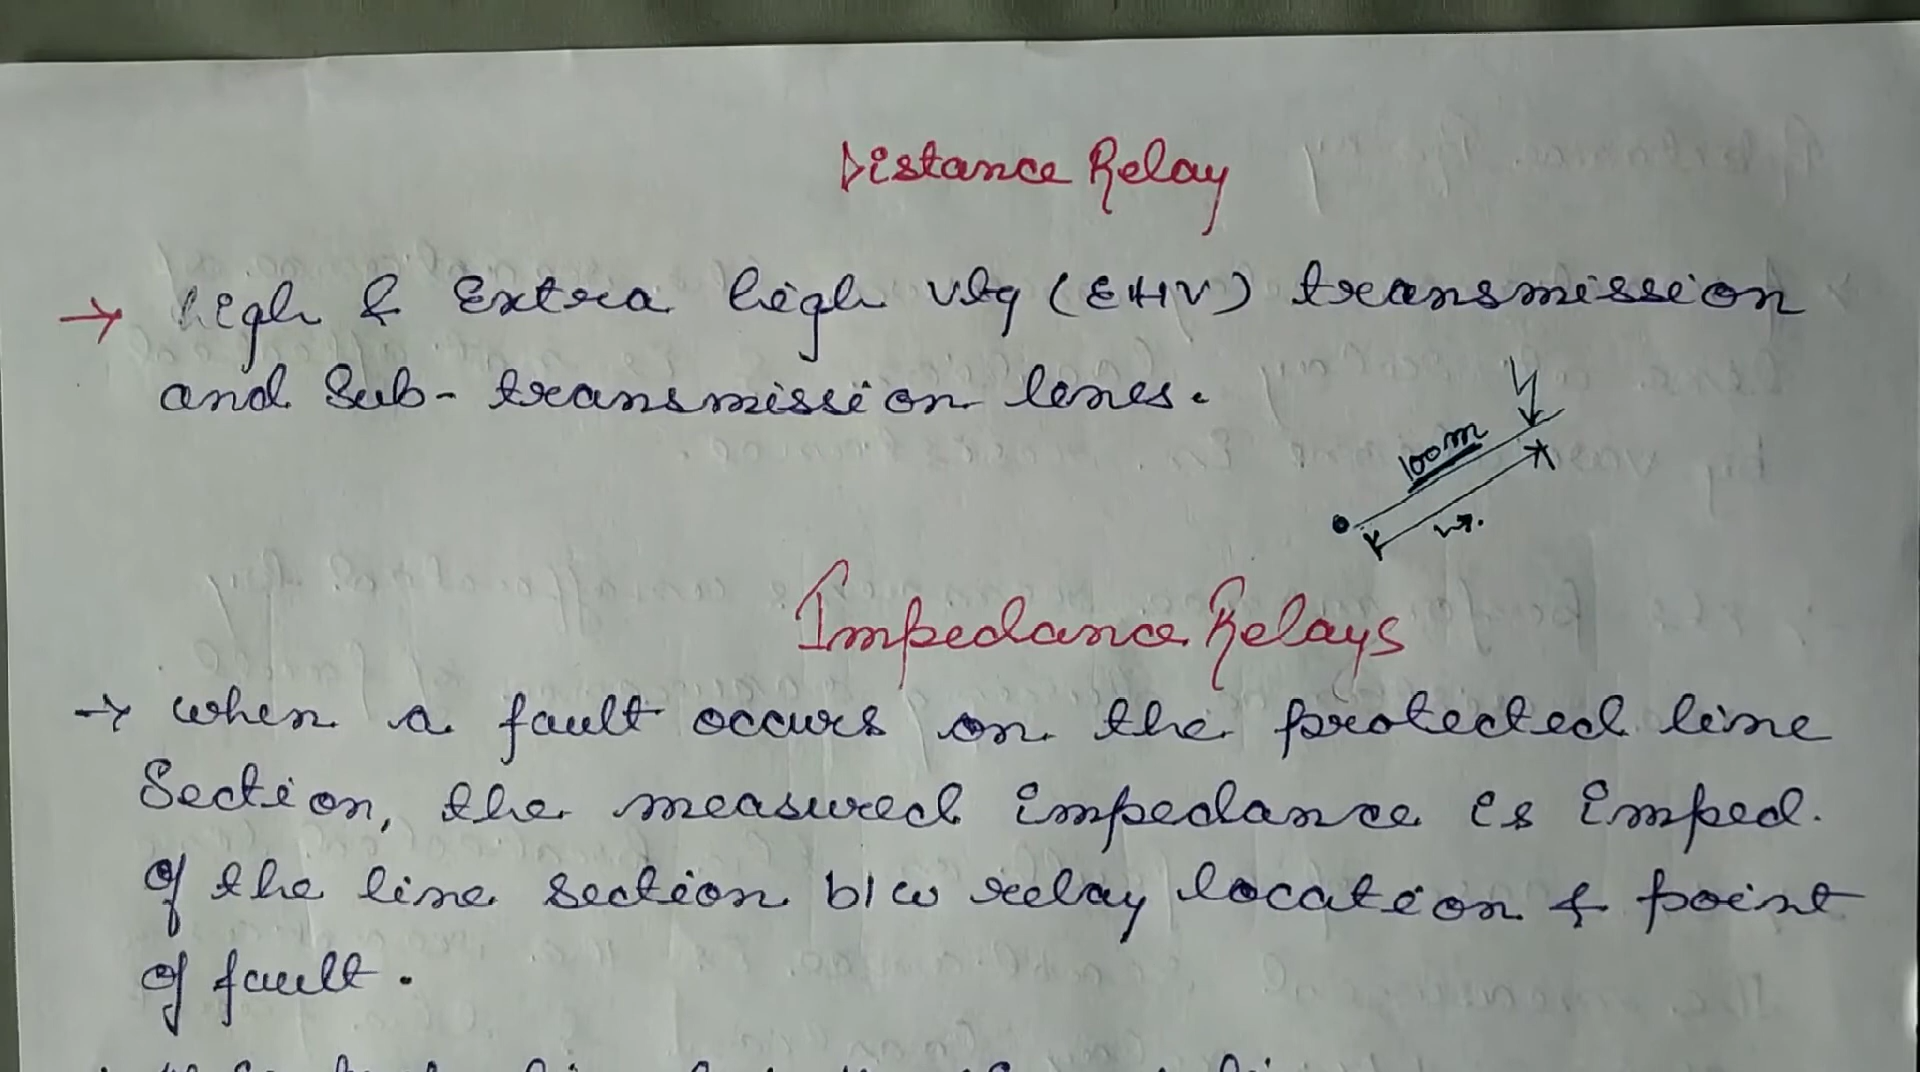 Distance Relay
→ high & Extra high vtg (EHV) transmission
and Sub-transmission lines.
100m
Impedance Relays
→ when a fault occurs on the protected line
Section, the measured impedance is imped.
of the line section b/w relay location & point
of fault.